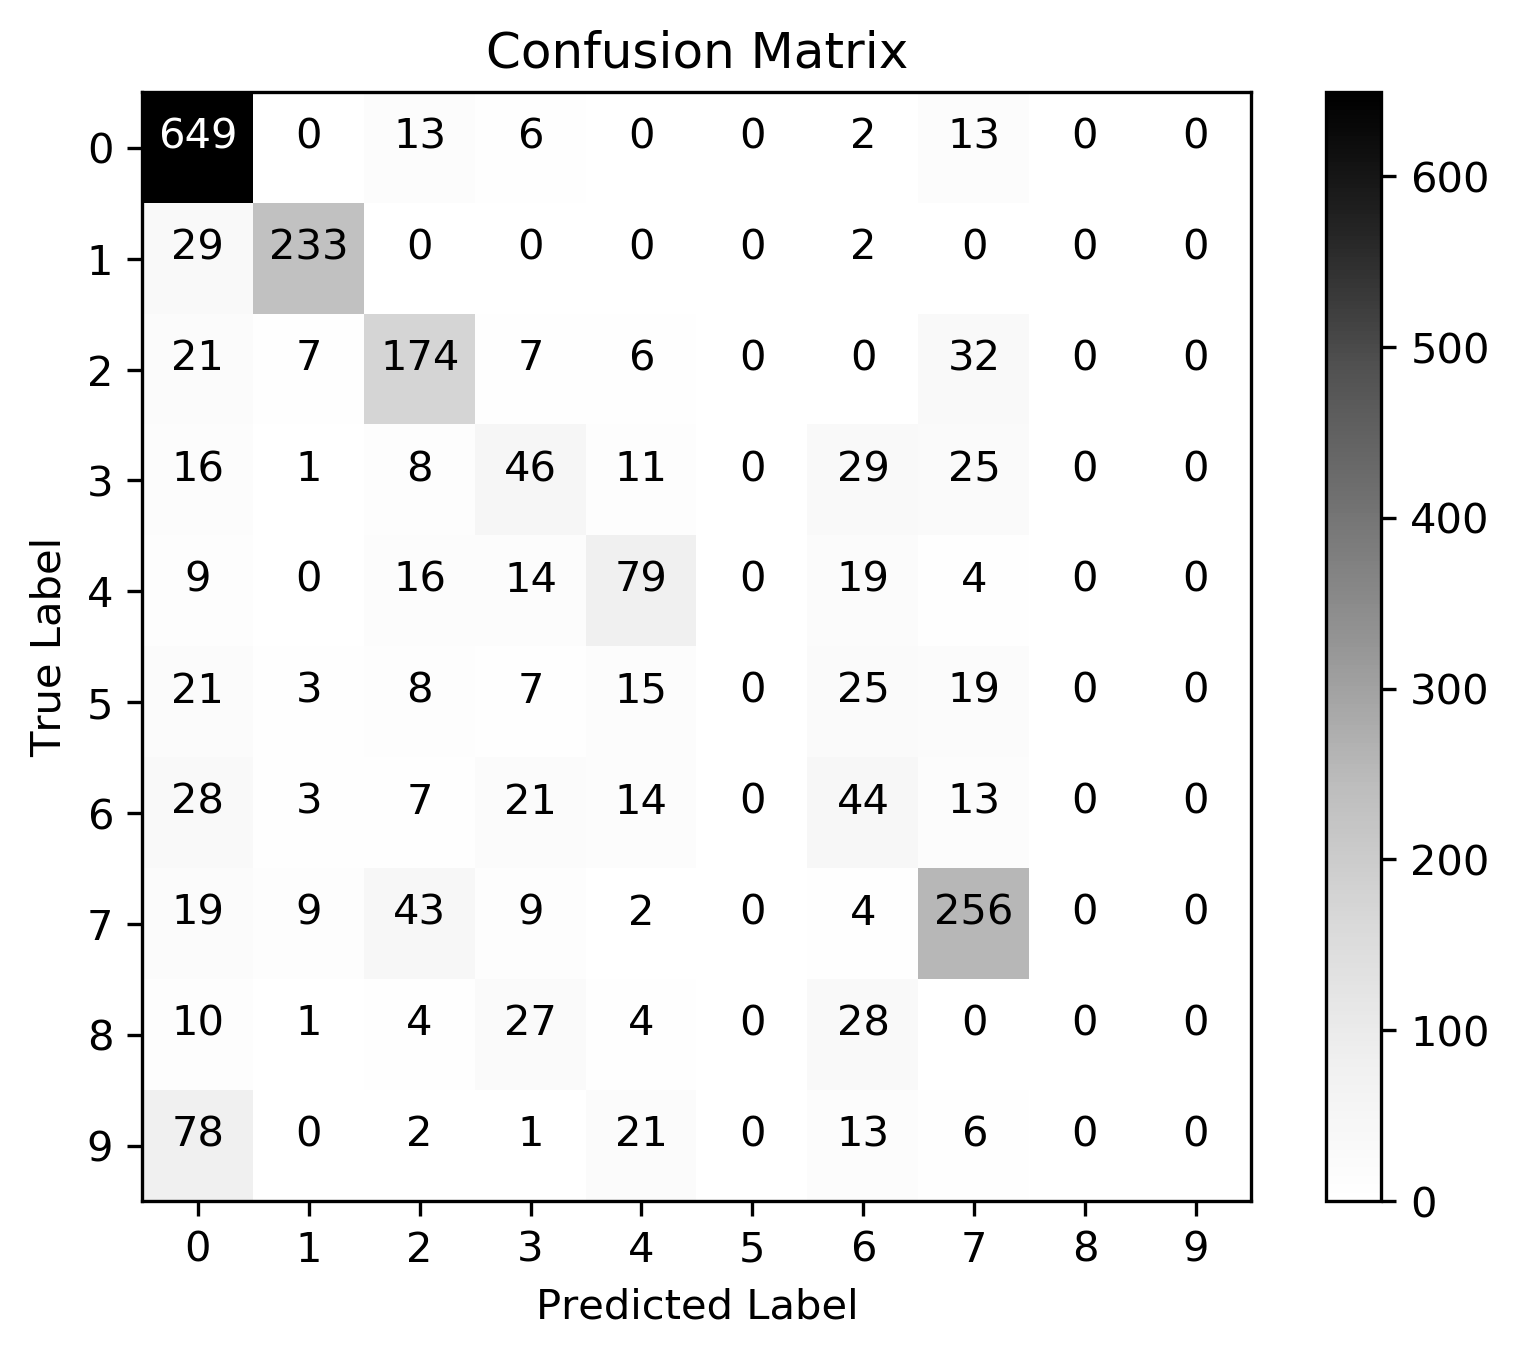 Confusion Matrix
0 649 0 13 6 0 0 2 13 0 0
1 29 233 0 0 0 0 2 0 0 0
2 21 7 174 7 6 0 0 32 0 0
3 16 1 8 46 11 0 29 25 0 0
4 9 0 16 14 79 0 19 4 0 0
5 21 3 8 7 15 0 25 19 0 0
6 28 3 7 21 14 0 44 13 0 0
7 19 9 43 9 2 0 4 256 0 0
8 10 1 4 27 4 0 28 0 0 0
9 78 0 2 1 21 0 13 6 0 0
0 1 2 3 4 5 6 7 8 9
Predicted Label
True Label
600
500
400
300
200
100
0